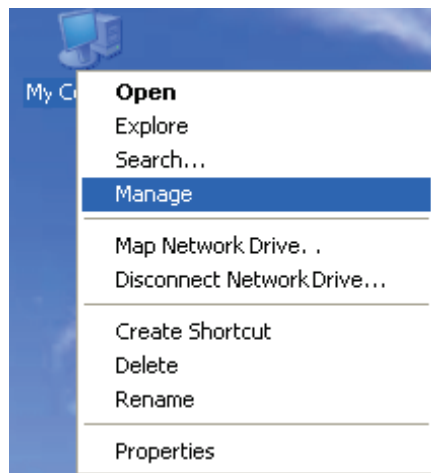 My C
Open
Explore
Search...
Manage
Map Network Drive. .
Disconnect Network Drive...
Create Shortcut
Delete
Rename
Properties